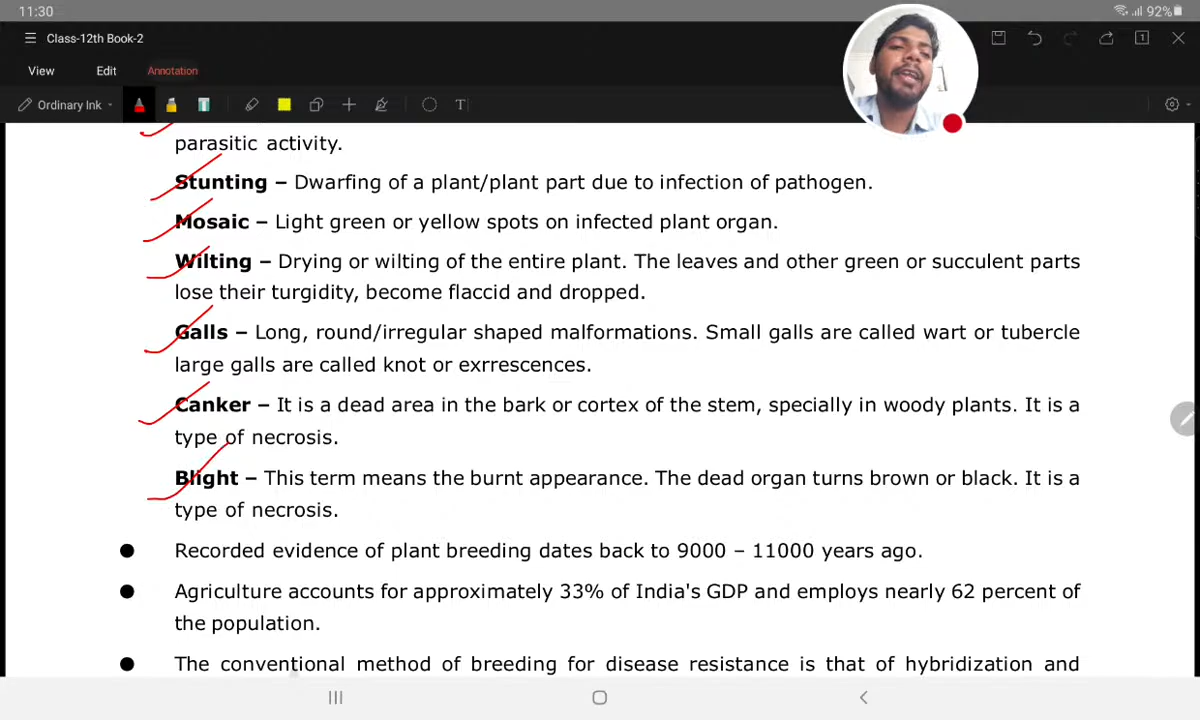 11:30
92%
Class-12th Book-2
1
View Edit Annotation
Ordinary Ink
T
parasitic activity.
Stunting – Dwarfing of a plant/plant part due to infection of pathogen.
Mosaic – Light green or yellow spots on infected plant organ.
Wilting – Drying or wilting of the entire plant. The leaves and other green or succulent parts
lose their turgidity, become flaccid and dropped.
Galls – Long, round/irregular shaped malformations. Small galls are called wart or tubercle
large galls are called knot or exrrescences.
Canker – It is a dead area in the bark or cortex of the stem, specially in woody plants. It is a
type of necrosis.
Blight – This term means the burnt appearance. The dead organ turns brown or black. It is a
type of necrosis.
● Recorded evidence of plant breeding dates back to 9000 – 11000 years ago.
● Agriculture accounts for approximately 33% of India's GDP and employs nearly 62 percent of
the population.
● The conventional method of breeding for disease resistance is that of hybridization and